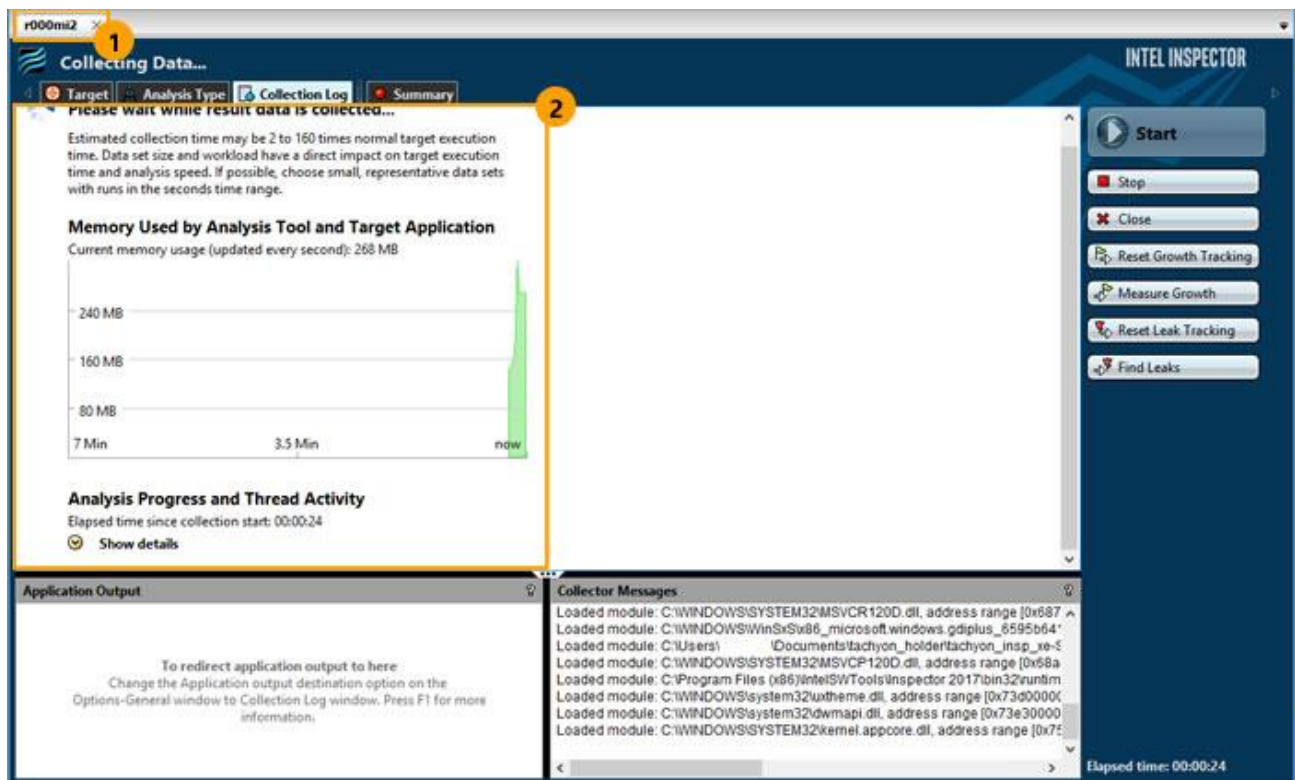 r000mi2
1
Collecting Data...
INTEL INSPECTOR
Target
Analysis Type
Collection Log
Summary
2
Please wait while result data is collected...
Estimated collection time may be 2 to 160 times normal target execution
time. Data set size and workload have a direct impact on target execution
time and analysis speed. If possible, choose small, representative data sets
with runs in the seconds time range.
Memory Used by Analysis Tool and Target Application
Current memory usage (updated every second): 268 MB
240 MB
160 MB
80 MB
7 Min
3.5 Min
now
Analysis Progress and Thread Activity
Elapsed time since collection start: 00:00:24
Show details
Start
Stop
Close
Reset Growth Tracking
Measure Growth
Reset Leak Tracking
Find Leaks
Application Output
To redirect application output to here
Change the Application output destination option on the
Options-General window to Collection Log window. Press F1 for more
information.
Collector Messages
Loaded module: C:\WINDOWS\SYSTEM32\MSVCR120D.dll, address range [0x687
Loaded module: C:\WINDOWS\WinSxS\x86_microsoft.windows.gdiplus_6595b641
Loaded module: C:\Users\ \Documents\tachyon_holder\tachyon_insp_xe-
Loaded module: C:\WINDOWS\SYSTEM32\MSVCP120D.dll, address range [0x68a
Loaded module: C:\Program Files (x86)\IntelSWTools\Inspector 2017\bin32\runtim
Loaded module: C:\WINDOWS\system32\uxtheme.dll, address range [0x73d0000
Loaded module: C:\WINDOWS\system32\dwmapi.dll, address range [0x73e30000
Loaded module: C:\WINDOWS\SYSTEM32\kernel.appcore.dll, address range [0x75
Elapsed time: 00:00:24